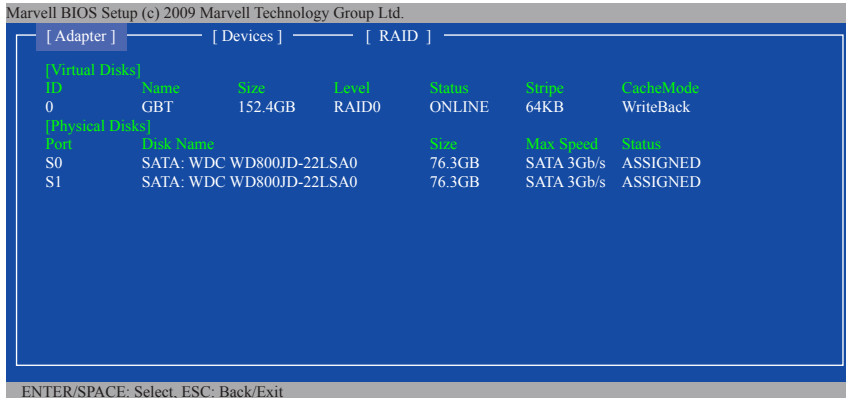 Marvell BIOS Setup (c) 2009 Marvell Technology Group Ltd.
[ Adapter ] [ Devices ] [ RAID ]
[Virtual Disks]
ID Name Size Level Status Stripe CacheMode
0 GBT 152.4GB RAID0 ONLINE 64KB WriteBack
[Physical Disks]
Port Disk Name Size Max Speed Status
S0 SATA: WDC WD800JD-22LSA0 76.3GB SATA 3Gb/s ASSIGNED
S1 SATA: WDC WD800JD-22LSA0 76.3GB SATA 3Gb/s ASSIGNED
ENTER/SPACE: Select, ESC: Back/Exit